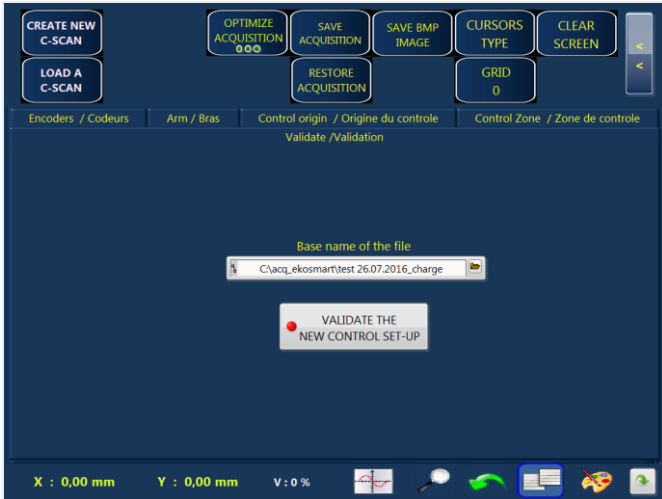 CREATE NEW
C-SCAN
OPTIMIZE
ACQUISITION
SAVE
ACQUISITION
SAVE BMP
IMAGE
CURSORS
TYPE
CLEAR
SCREEN
<
<
LOAD A
C-SCAN
RESTORE
ACQUISITION
GRID
0
Encoders / Codeurs
Arm / Bras
Control origin / Origine du controle
Control Zone / Zone de controle
Validate /Validation
Base name of the file
C:\acq_ekosmart\test 26.07.2016_charge
VALIDATE THE
NEW CONTROL SET-UP
X : 0,00 mm
Y : 0,00 mm
V : 0 %